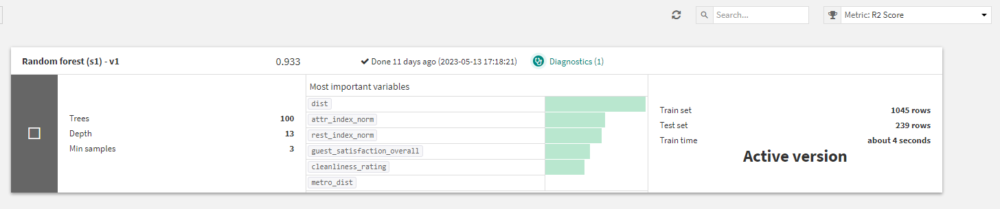 Search...
Metric: R2 Score
Random forest (s1) - v1
0.933
Done 11 days ago (2023-05-13 17:18:21)
Diagnostics (1)
Trees 100
Depth 13
Min samples 3
Most important variables
dist
attr_index_norm
rest_index_norm
guest_satisfaction_overall
cleanliness_rating
metro_dist
Train set 1045 rows
Test set 239 rows
Train time about 4 seconds
Active version